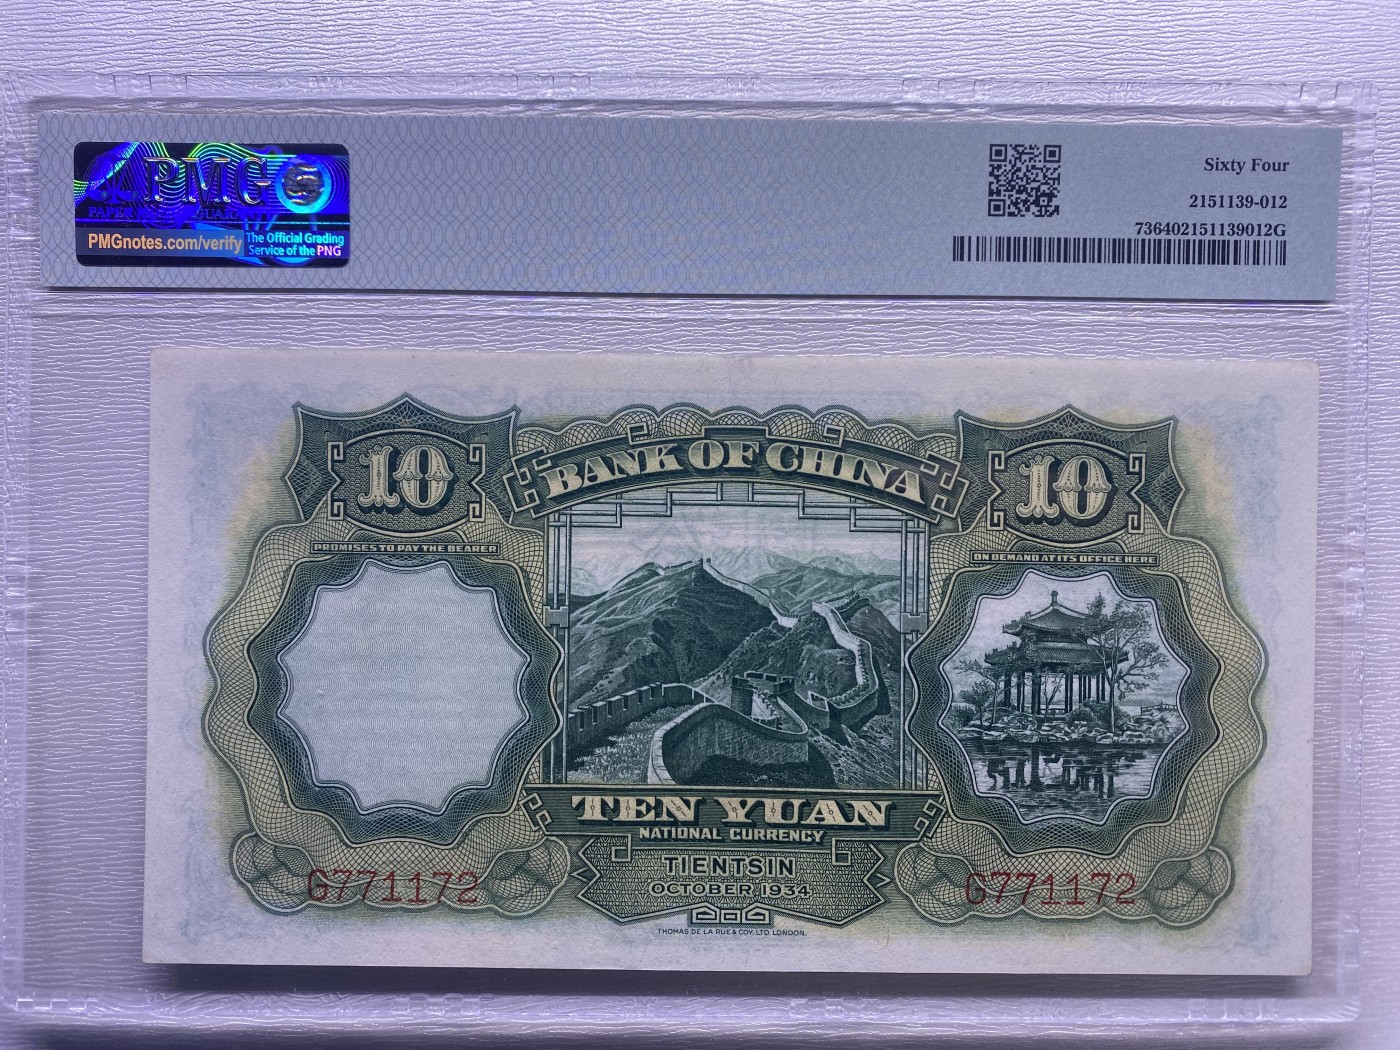 PMG
PMGnotes.com/verify
The Official Grading
Service of the PNG
Sixty Four
2151139-012
736402151139012G
10
BANK OF CHINA
10
PROMISES TO PAY THE BEARER
ON DEMAND AT ITS OFFICE HERE
TEN YUAN
NATIONAL CURRENCY
TIENTSIN
OCTOBER 1934
G771172
G771172
THOMAS DE LA RUE & COY. LTD. LONDON.